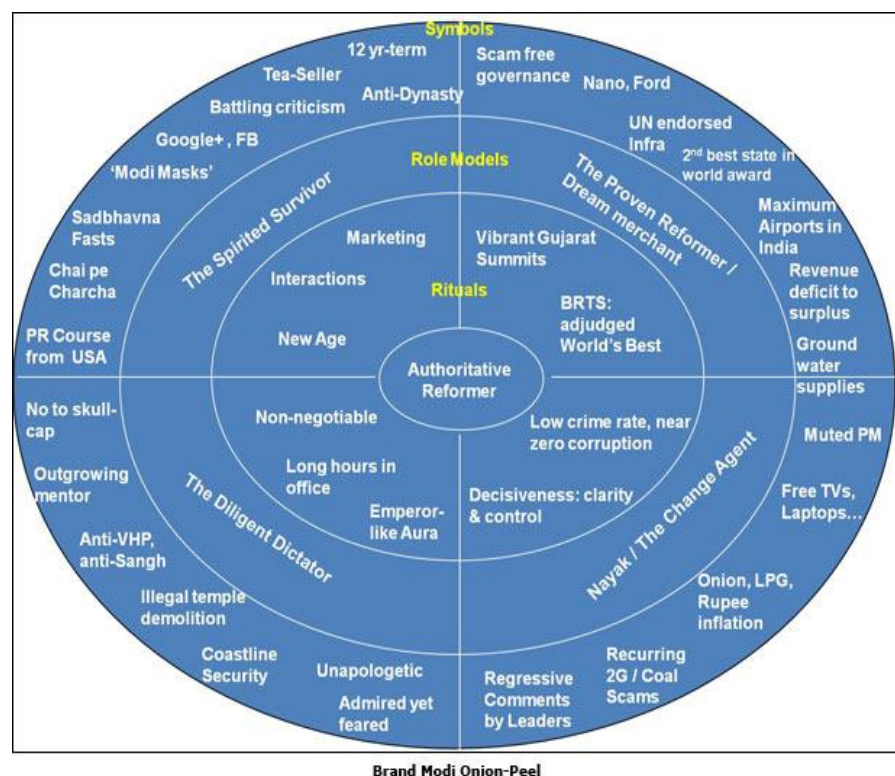 Symbols
12 yr-term
Tea-Seller
Battling criticism
Anti-Dynasty
Google+ , FB
'Modi Masks'
Sadbhavna
Fasts
Chai pe
Charcha
PR Course
from USA
Scam free
governance
Nano, Ford
UN endorsed
Infra
2nd best state in
world award
Maximum
Airports in
India
Revenue
deficit to
surplus
Ground
water
supplies
Role Models
The Spirited Survivor
The Proven Reformer /
Dream merchant
Marketing
Interactions
New Age
Vibrant Gujarat
Summits
Rituals
BRTS:
adjudged
World's Best
Authoritative
Reformer
Non-negotiable
Long hours in
office
Emperor-
like Aura
Low crime rate, near
zero corruption
Decisiveness: clarity
& control
The Diligent Dictator
Nayak / The Change Agent
No to skull-
cap
Outgrowing
mentor
Anti-VHP,
anti-Sangh
Illegal temple
demolition
Coastline
Security
Unapologetic
Admired yet
feared
Muted PM
Free TVs,
Laptops...
Onion, LPG,
Rupee
inflation
Recurring
2G / Coal
Scams
Regressive
Comments
by Leaders
Brand Modi Onion-Peel